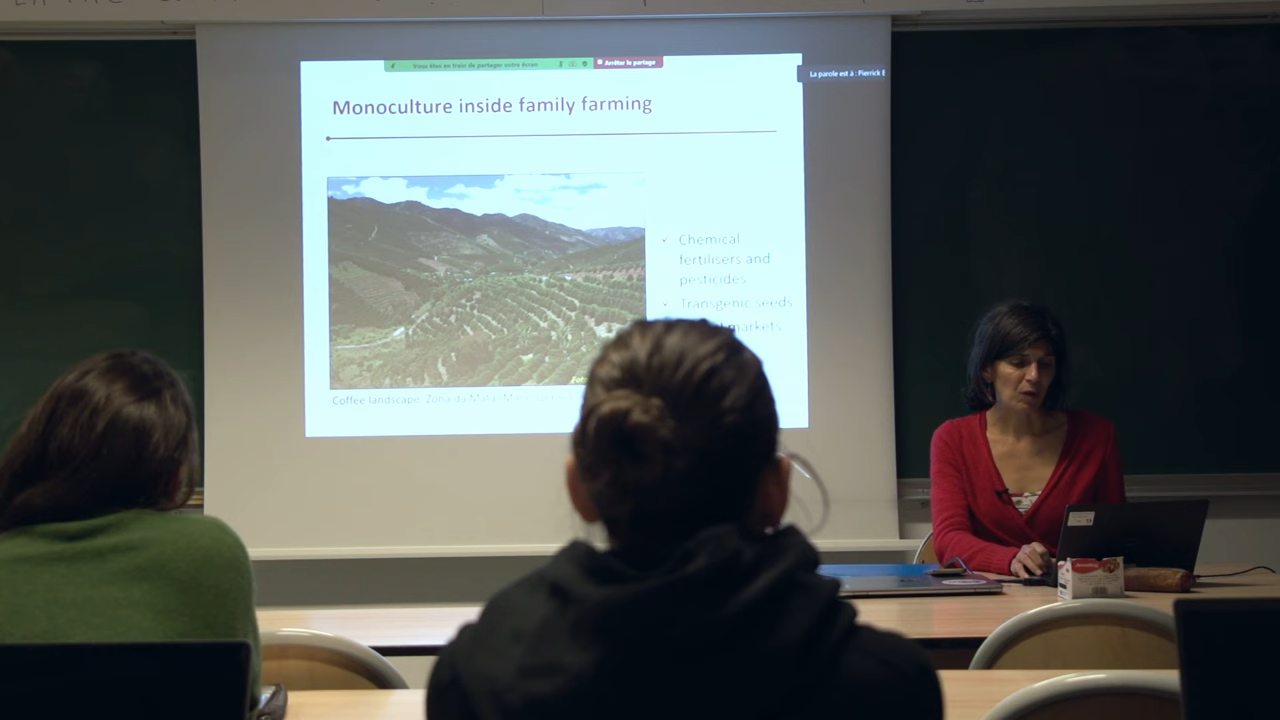 Vous êtes en train de partager votre écran
Arrêter le partage
La parole est à : Pierrick
Monoculture inside family farming
Chemical
fertilisers and
pesticides
Transgenic seeds
markets
Coffee landscape. Zona da Mata